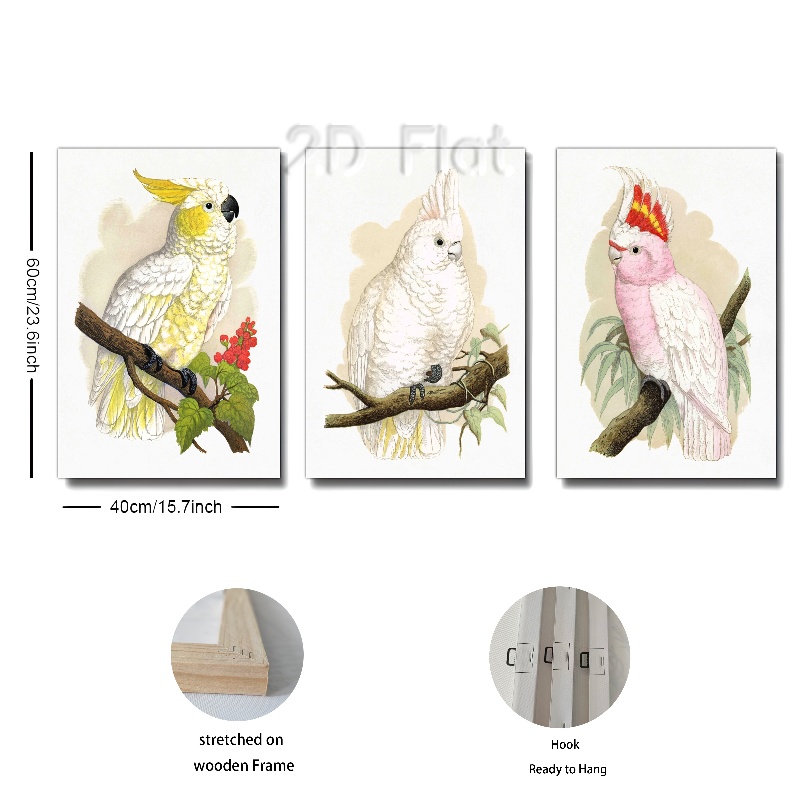 2D Flat
60cm/23.6inch
40cm/15.7inch
stretched on
wooden Frame
Hook
Ready to Hang